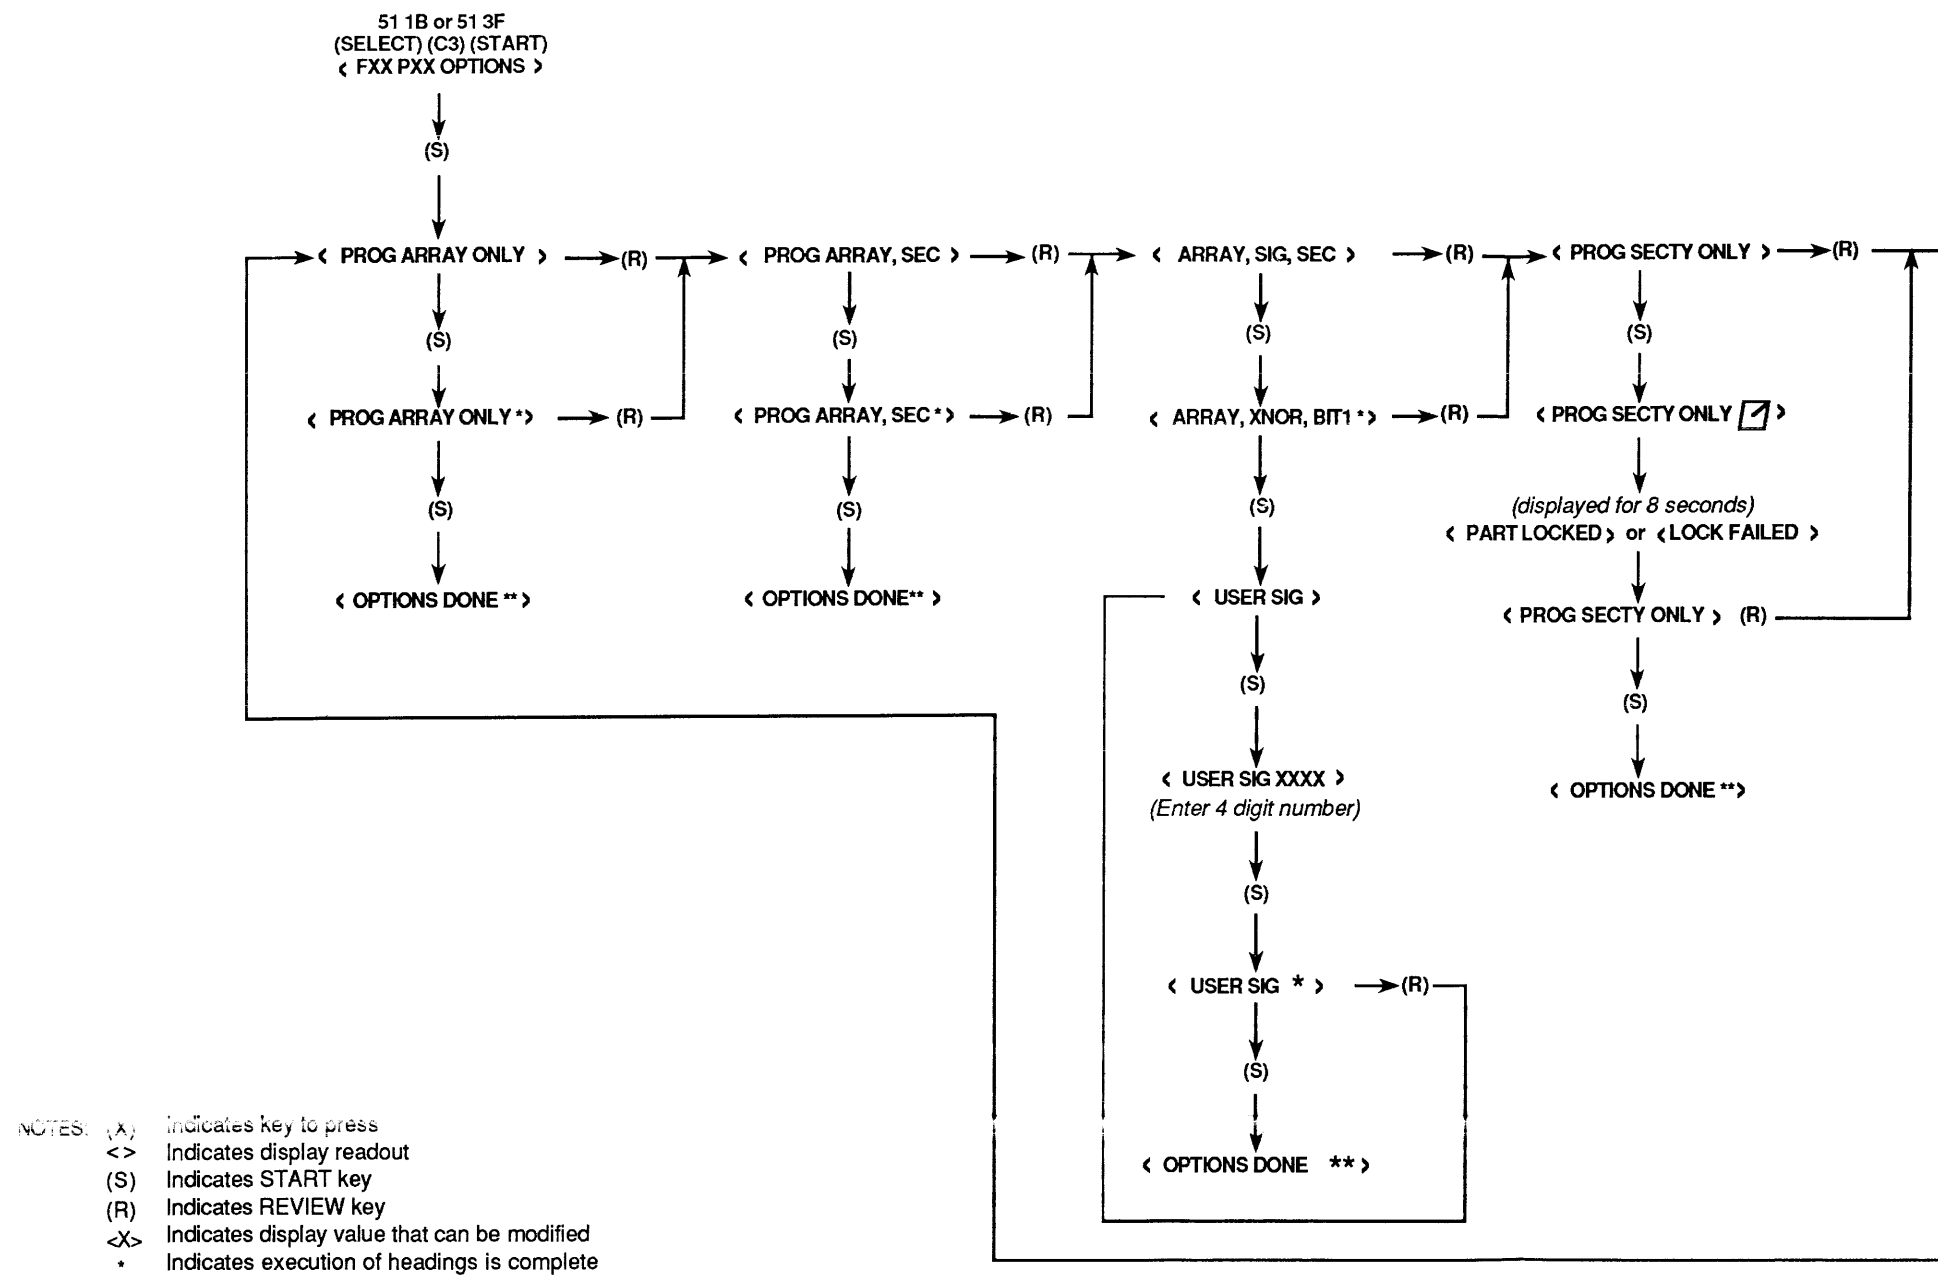 51 1B or 51 3F
(SELECT) (C3) (START)
< FXX PXX OPTIONS >
(S)
< PROG ARRAY ONLY > (R) < PROG ARRAY, SEC > (R) < ARRAY, SIG, SEC > (R) < PROG SECTY ONLY > (R)
(S) (S) (S) (S)
< PROG ARRAY ONLY * > (R) < PROG ARRAY, SEC * > (R) < ARRAY, XNOR, BIT1 * > (R) < PROG SECTY ONLY >
(S) (S) (S) (displayed for 8 seconds)
< PART LOCKED > or < LOCK FAILED >
< OPTIONS DONE ** > < OPTIONS DONE** > < USER SIG > < PROG SECTY ONLY > (R)
(S) (S)
< USER SIG XXXX > < OPTIONS DONE ** >
(Enter 4 digit number)
(S)
< USER SIG * > (R)
(S)
< OPTIONS DONE ** >
NOTES: (X) Indicates key to press
< > Indicates display readout
(S) Indicates START key
(R) Indicates REVIEW key
<X> Indicates display value that can be modified
* Indicates execution of headings is complete